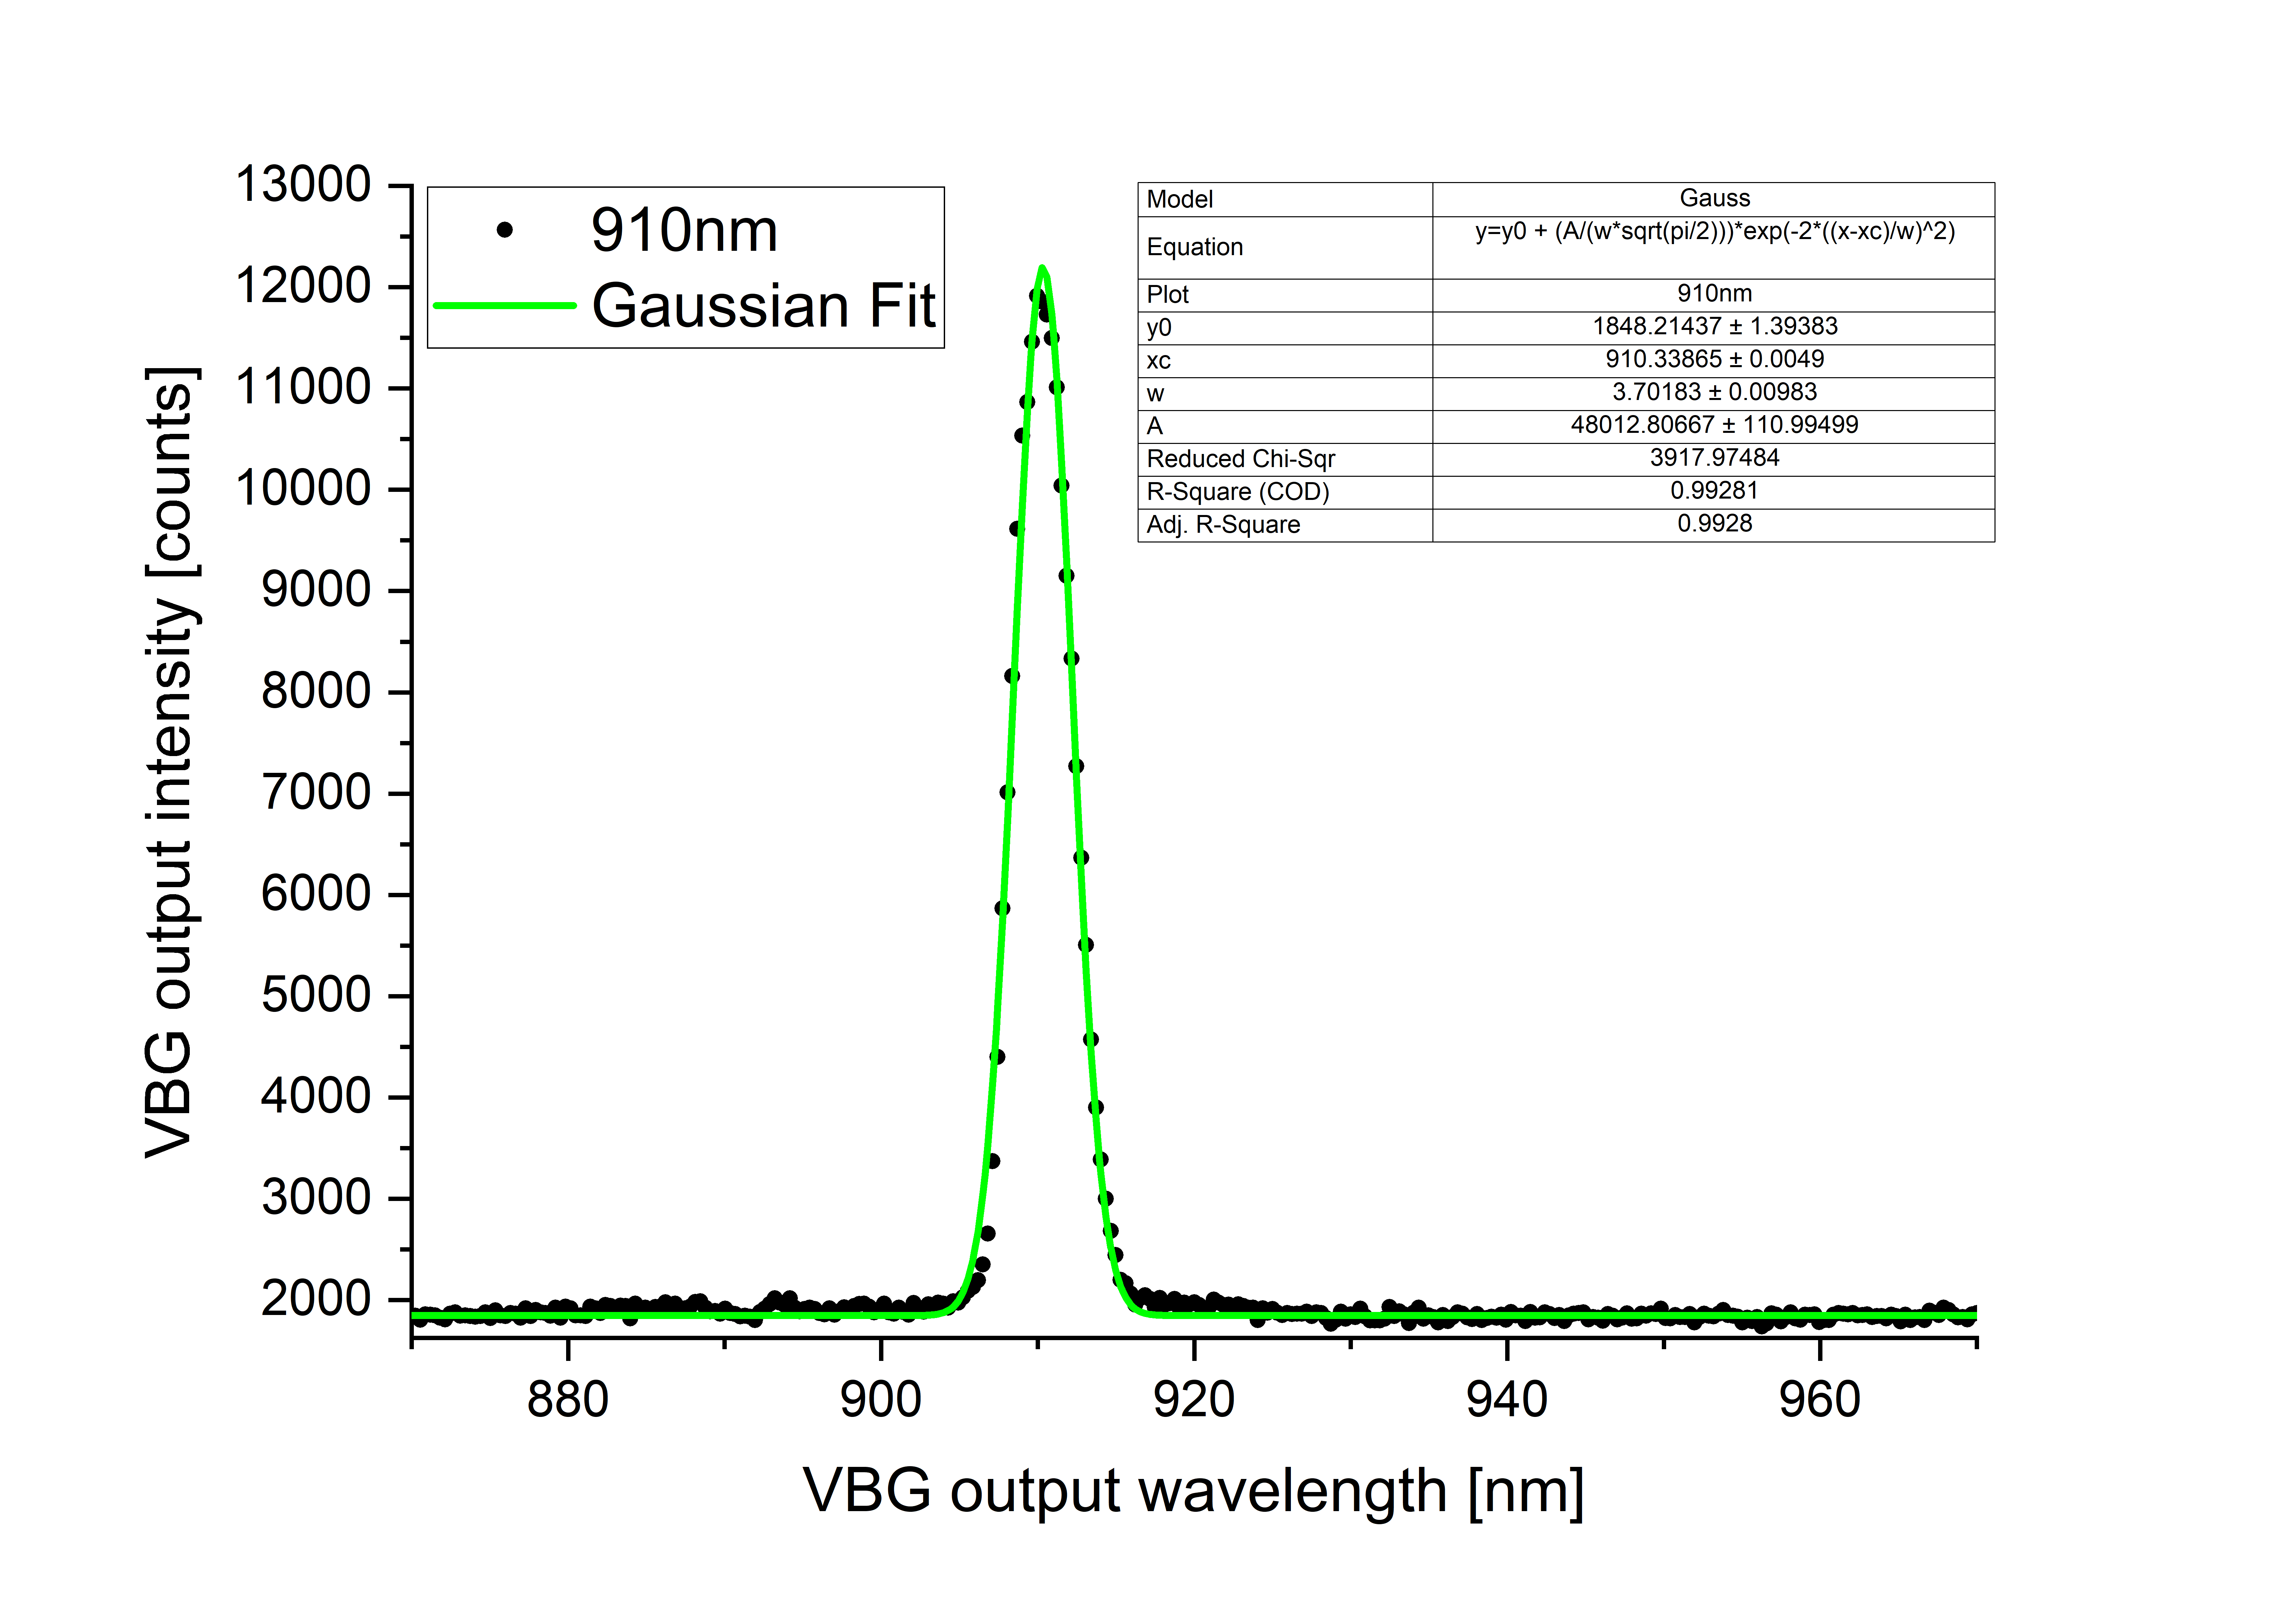 13000
12000
11000
10000
9000
8000
7000
6000
5000
4000
3000
2000
VBG output intensity [counts]
910nm
Gaussian Fit
Model Gauss
Equation y=y0 + (A/(w*sqrt(pi/2)))*exp(-2*((x-xc)/w)^2)
Plot 910nm
y0 1848.21437 ± 1.39383
xc 910.33865 ± 0.0049
w 3.70183 ± 0.00983
A 48012.80667 ± 110.99499
Reduced Chi-Sqr 3917.97484
R-Square (COD) 0.99281
Adj. R-Square 0.9928
880 900 920 940 960
VBG output wavelength [nm]